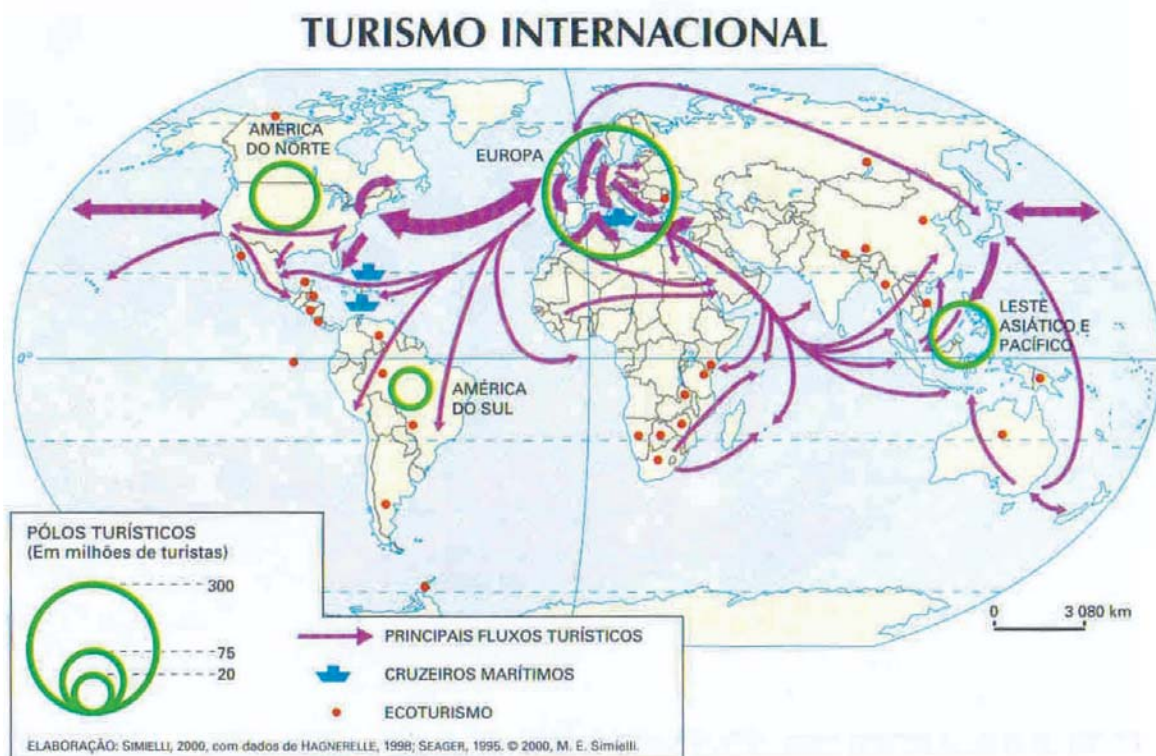 TURISMO INTERNACIONAL
AMÉRICA
DO NORTE
EUROPA
LESTE
ASIÁTICO E
PACÍFICO
0°
AMÉRICA
DO SUL
PÓLOS TURÍSTICOS
(Em milhões de turistas)
300
75
20
PRINCIPAIS FLUXOS TURÍSTICOS
CRUZEIROS MARÍTIMOS
ECOTURISMO
0 3 080 km
ELABORAÇÃO: SIMIELLI, 2000, com dados de HAGNERELLE, 1998; SEAGER, 1995. © 2000, M. E. Simielli.